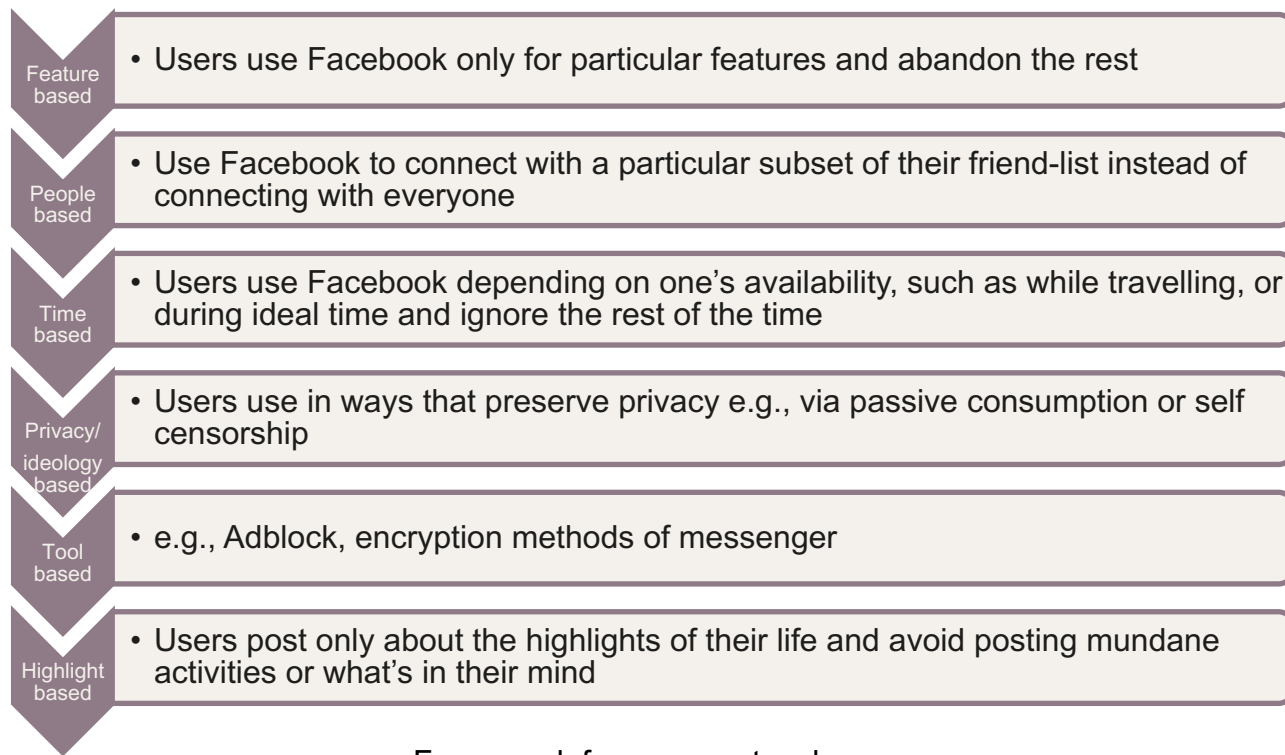 Feature
based
• Users use Facebook only for particular features and abandon the rest
People
based
• Use Facebook to connect with a particular subset of their friend-list instead of
connecting with everyone
Time
based
• Users use Facebook depending on one’s availability, such as while travelling, or
during ideal time and ignore the rest of the time
Privacy/
ideology
based
• Users use in ways that preserve privacy e.g., via passive consumption or self
censorship
Tool
based
• e.g., Adblock, encryption methods of messenger
Highlight
based
• Users post only about the highlights of their life and avoid posting mundane
activities or what’s in their mind